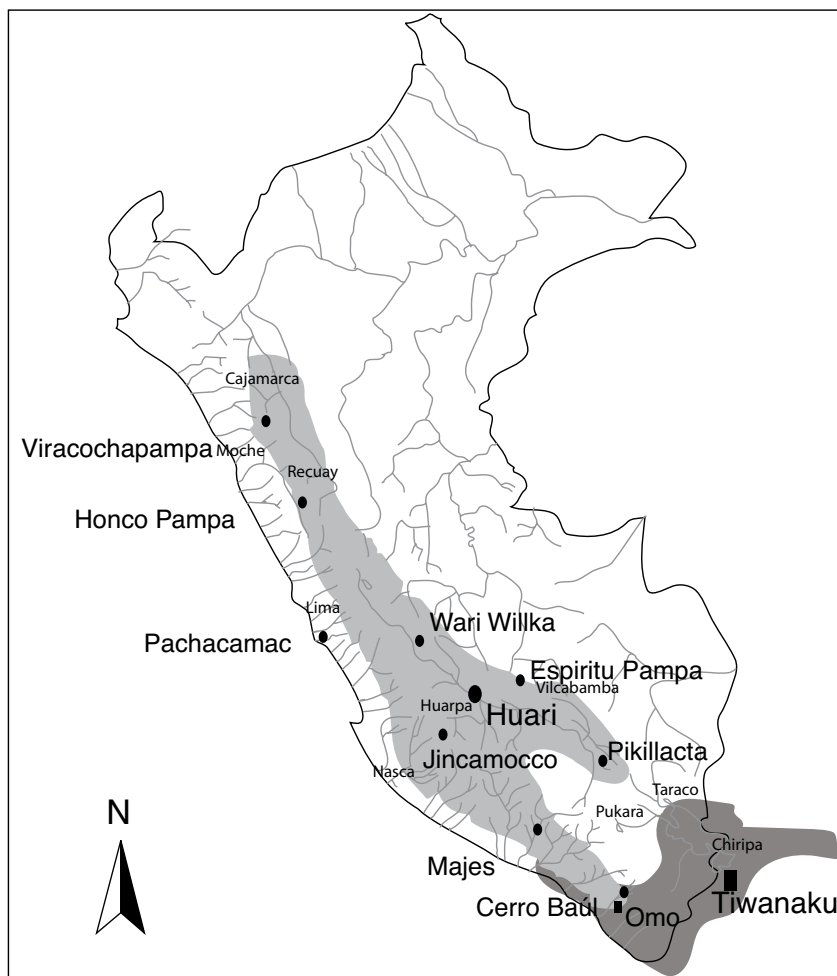 Cajamarca
Viracochapampa
Moche
Recuay
Honco Pampa
Lima
Pachacamac
Wari Willka
Espiritu Pampa
Vilcabamba
Huarpa
Huari
Jincamocco
Pikillacta
Nasca
Taraco
Pukara
N
Chiripa
Majes
Tiwanaku
Cerro Baúl
Omo